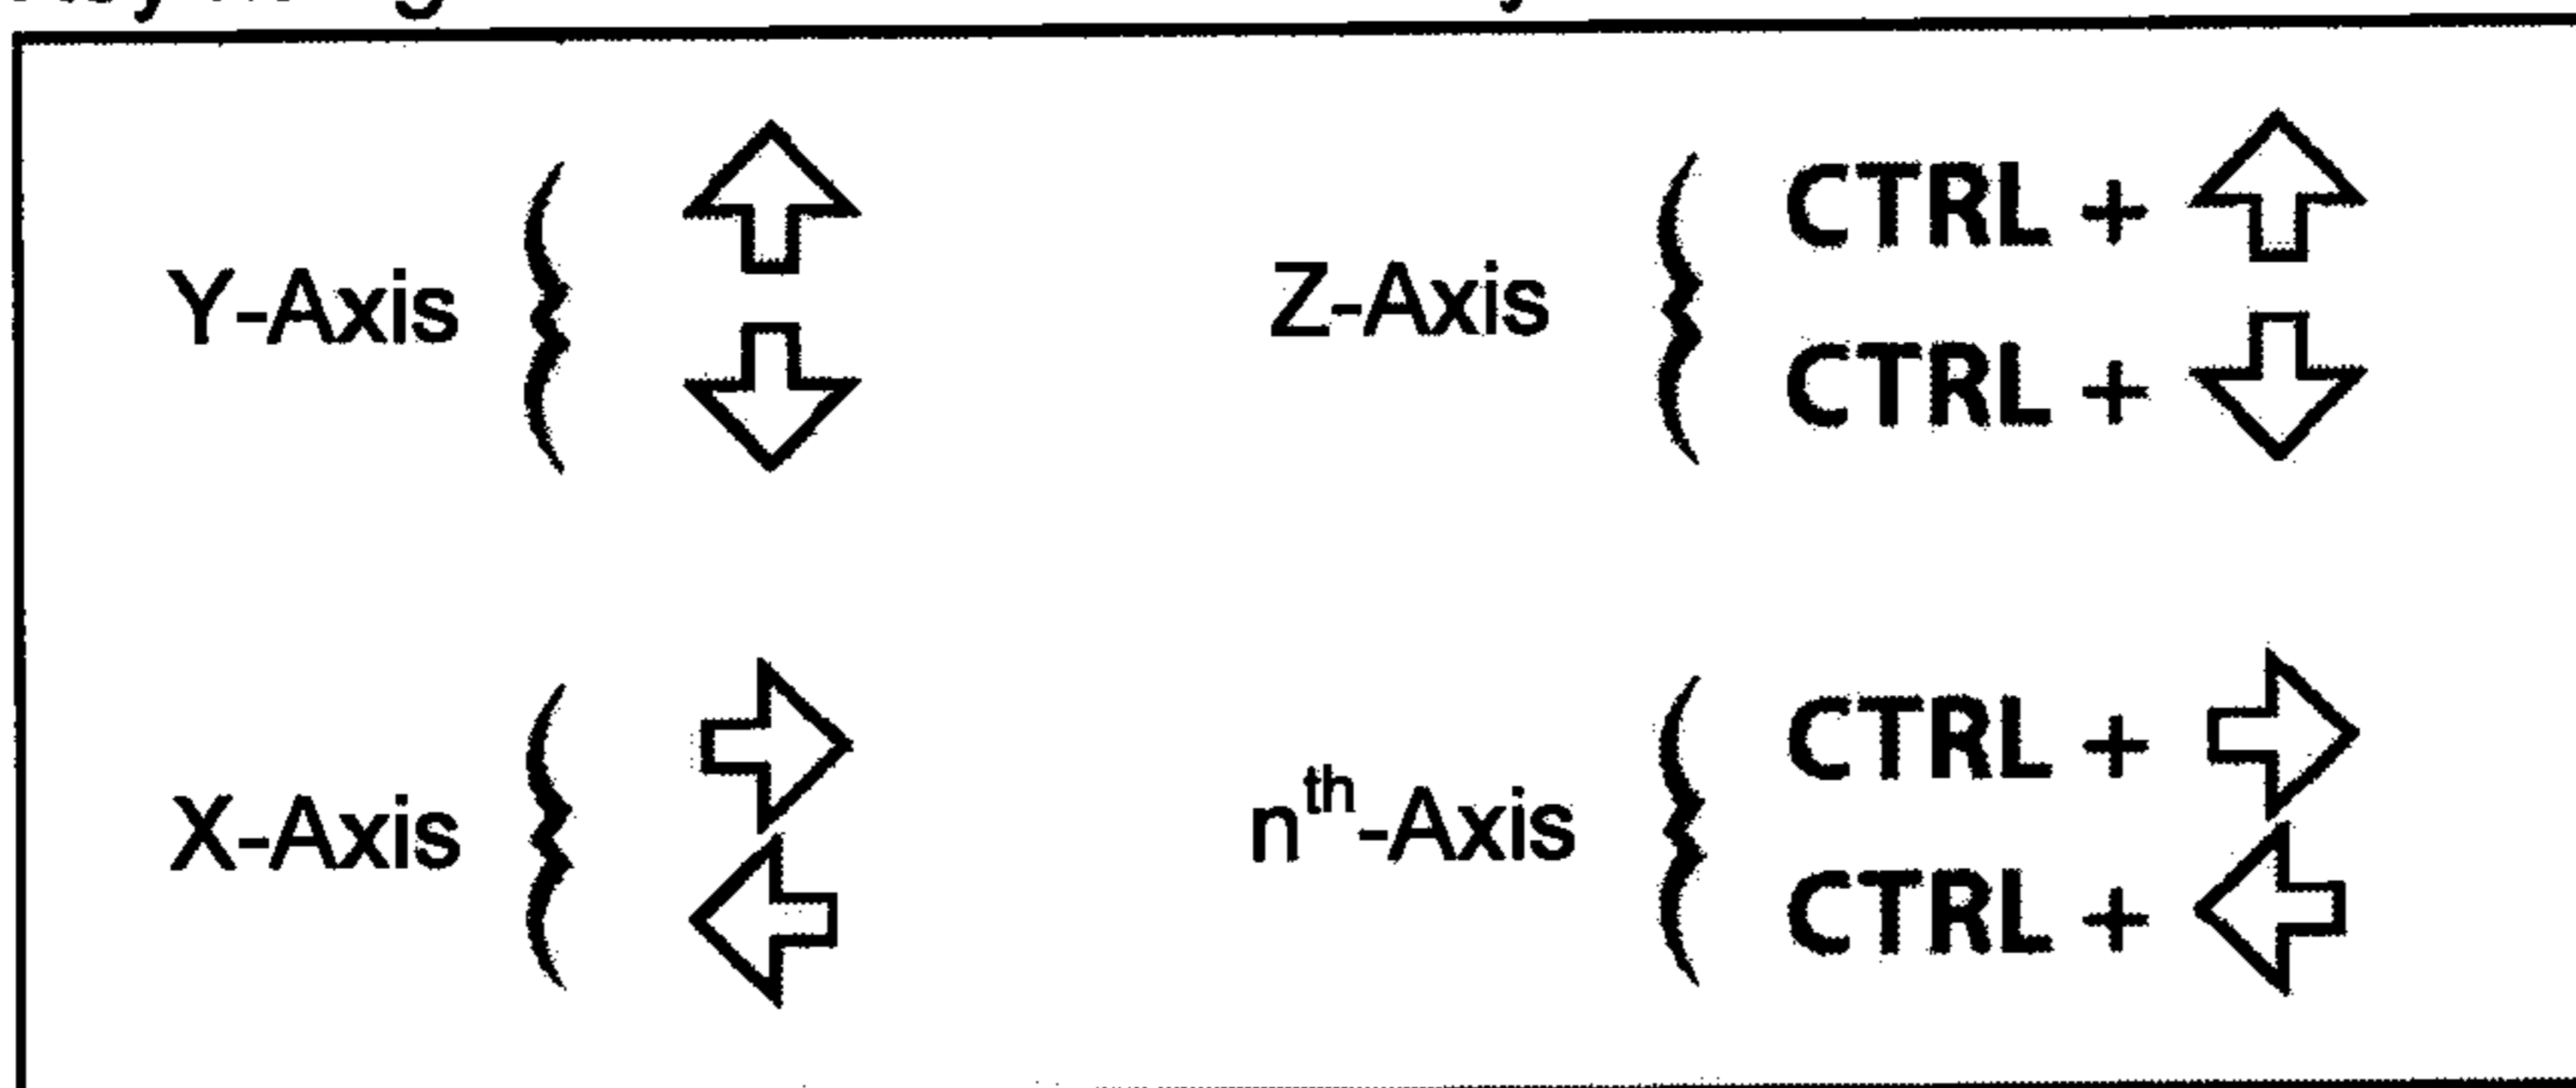 Y-Axis
CTRL +
Z-Axis
CTRL +
X-Axis
CTRL +
nth-Axis
CTRL +